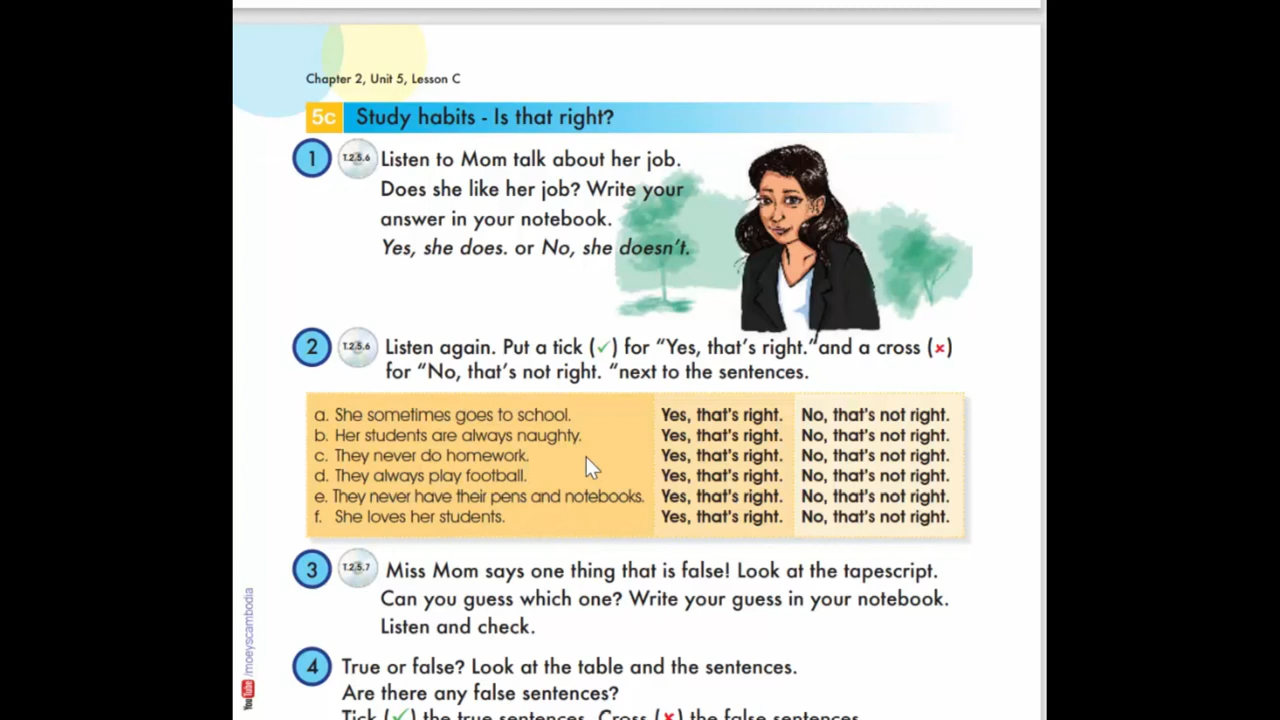 Chapter 2, Unit 5, Lesson C
5c Study habits - Is that right?
1 T.2.5.6 Listen to Mom talk about her job.
Does she like her job? Write your
answer in your notebook.
Yes, she does. or No, she doesn't.
2 T.2.5.6 Listen again. Put a tick (✓) for “Yes, that's right.”and a cross (✘)
for “No, that's not right. “next to the sentences.
a. She sometimes goes to school. Yes, that's right. No, that's not right.
b. Her students are always naughty. Yes, that's right. No, that's not right.
c. They never do homework. Yes, that's right. No, that's not right.
d. They always play football. Yes, that's right. No, that's not right.
e. They never have their pens and notebooks. Yes, that's right. No, that's not right.
f. She loves her students. Yes, that's right. No, that's not right.
3 T.2.5.7 Miss Mom says one thing that is false! Look at the tapescript.
Can you guess which one? Write your guess in your notebook.
Listen and check.
4 True or false? Look at the table and the sentences.
Are there any false sentences?
Tick (✓) the true sentences. Cross (✘) the false sentences.
YouTube /moeyscambodia